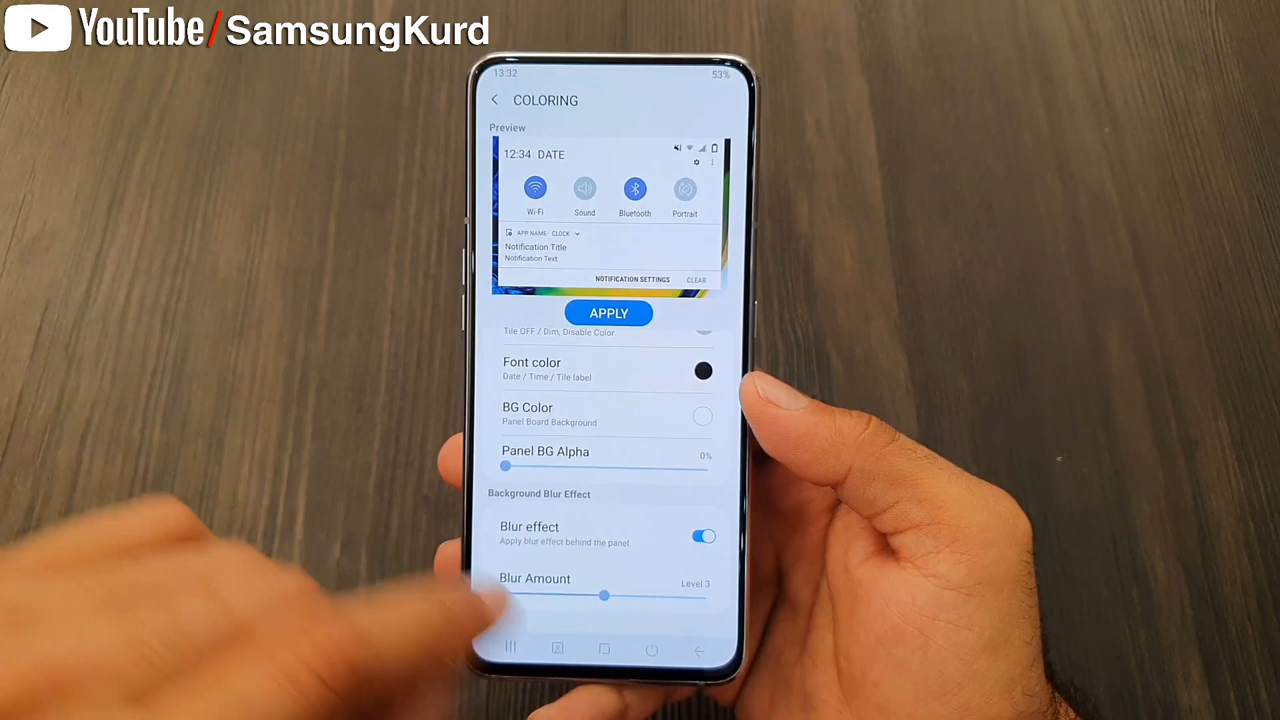 YouTube/SamsungKurd
13:32 53%
COLORING
Preview
12:34 DATE
Wi-Fi Sound Bluetooth Portrait
APP NAME · CLOCK
Notification Title
Notification Text
NOTIFICATION SETTINGS CLEAR
APPLY
Tile OFF / Dim, Disable Color
Font color
Date / Time / Tile label
BG Color
Panel Board Background
Panel BG Alpha 0%
Background Blur Effect
Blur effect
Apply blur effect behind the panel
Blur Amount Level 3